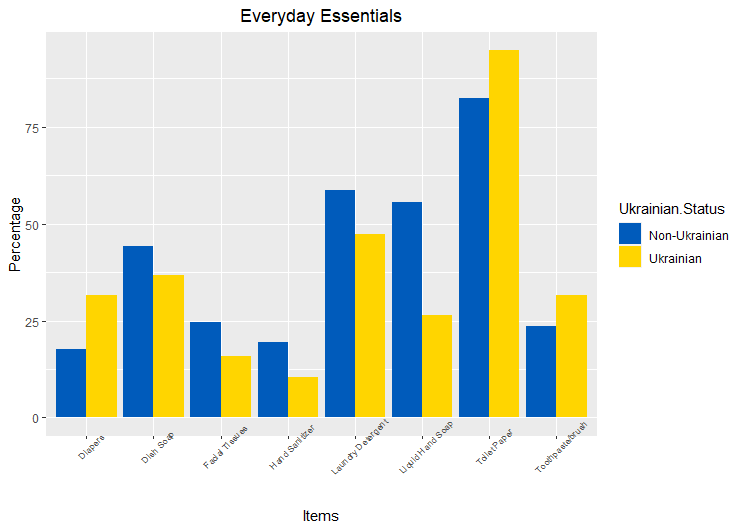 Everyday Essentials
Percentage
75
50
25
0
Diapers
Dish Soap
Facial Tissues
Hand Sanitizer
Laundry Detergent
Liquid Hand Soap
Toilet Paper
Toothpaste/brush
Items
Ukrainian.Status
Non-Ukrainian
Ukrainian